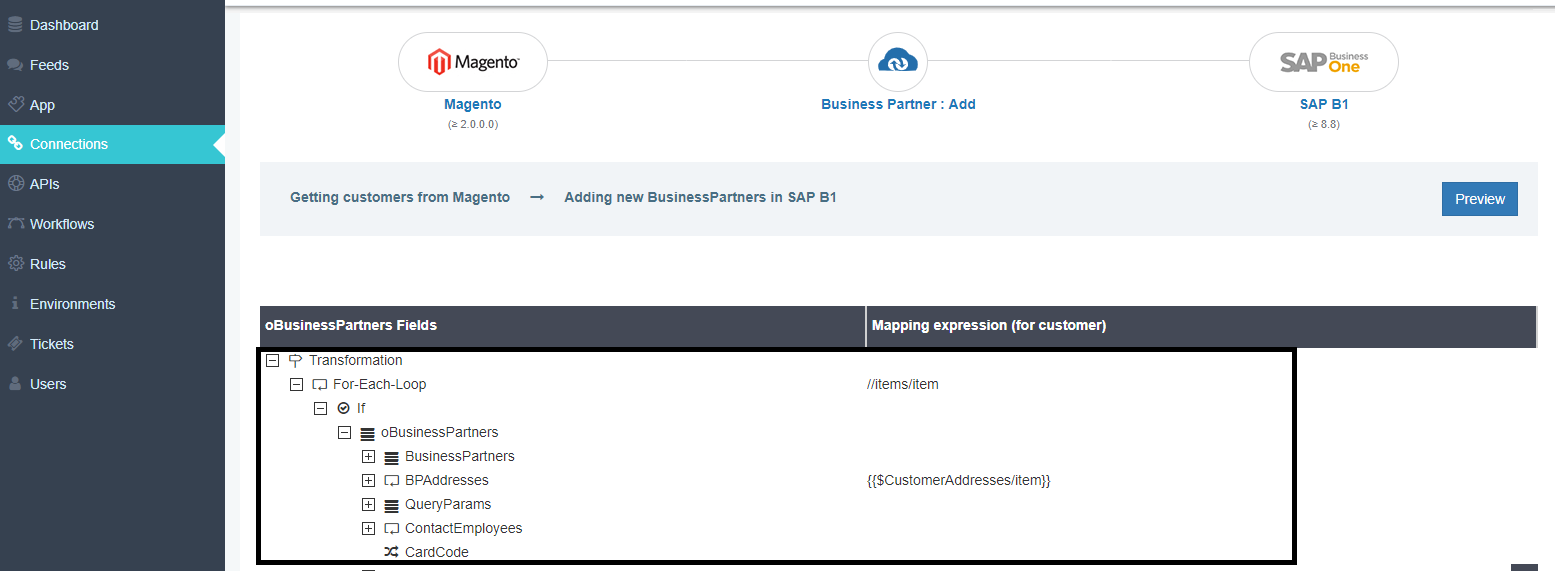 Dashboard
Feeds
App
Connections
APIs
Workflows
Rules
Environments
Tickets
Users
Magento
SAP Business One
Magento
(≥ 2.0.0.0)
Business Partner : Add
SAP B1
(≥ 8.8)
Getting customers from Magento → Adding new BusinessPartners in SAP B1
Preview
oBusinessPartners Fields Mapping expression (for customer)
Transformation
For-Each-Loop //items/item
If
oBusinessPartners
BusinessPartners
BPAddresses {{$CustomerAddresses/item}}
QueryParams
ContactEmployees
CardCode